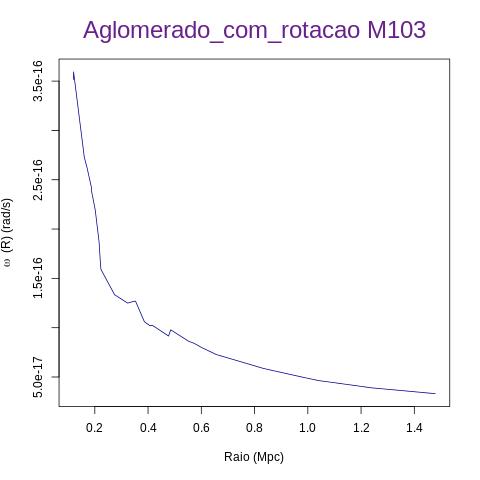 Aglomerado_com_rotacao M103
3.5e-16
2.5e-16
1.5e-16
5.0e-17
ω (R) (rad/s)
0.2 0.4 0.6 0.8 1.0 1.2 1.4
Raio (Mpc)